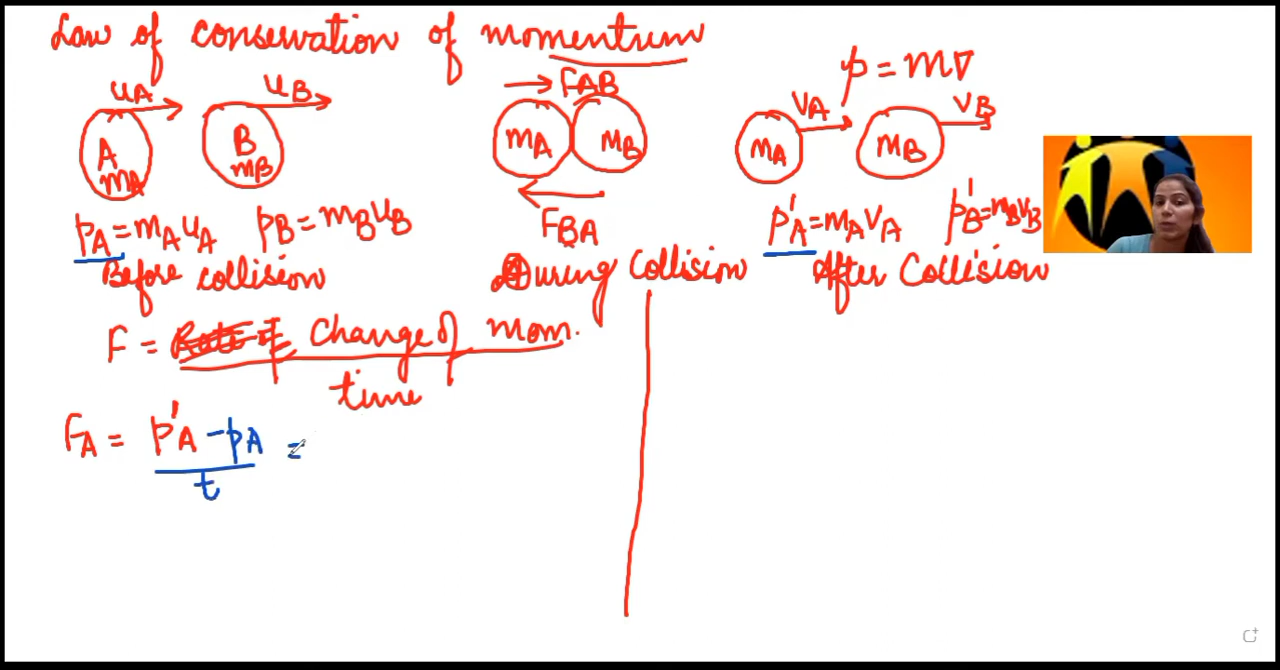 Law of conservation of momentum
uA uB FAB p = mv
vA vB
A mA B mB mA mB mA mB
pA = mAuA pB = mBuB FBA p'A = mAvA p'B = mBvB
Before collision During Collision After Collision
F = Change of mom.
time
FA = p'A - pA =
t